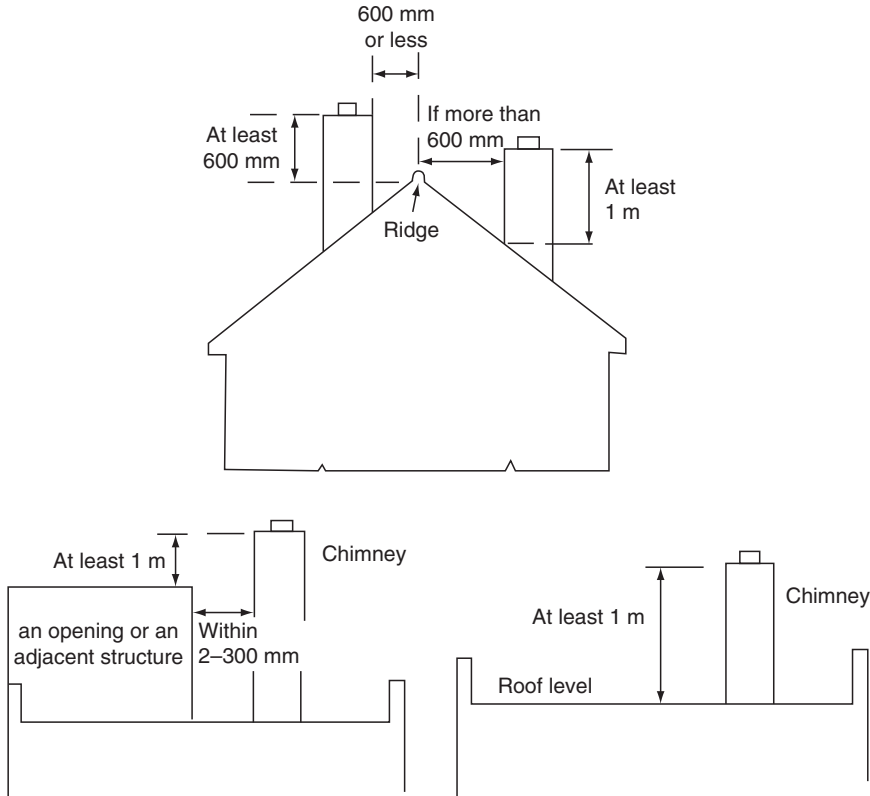 600 mm
or less
At least
600 mm
If more than
600 mm
At least
1 m
Ridge
At least 1 m
Chimney
an opening or an
adjacent structure
Within
2–300 mm
At least 1 m
Chimney
Roof level